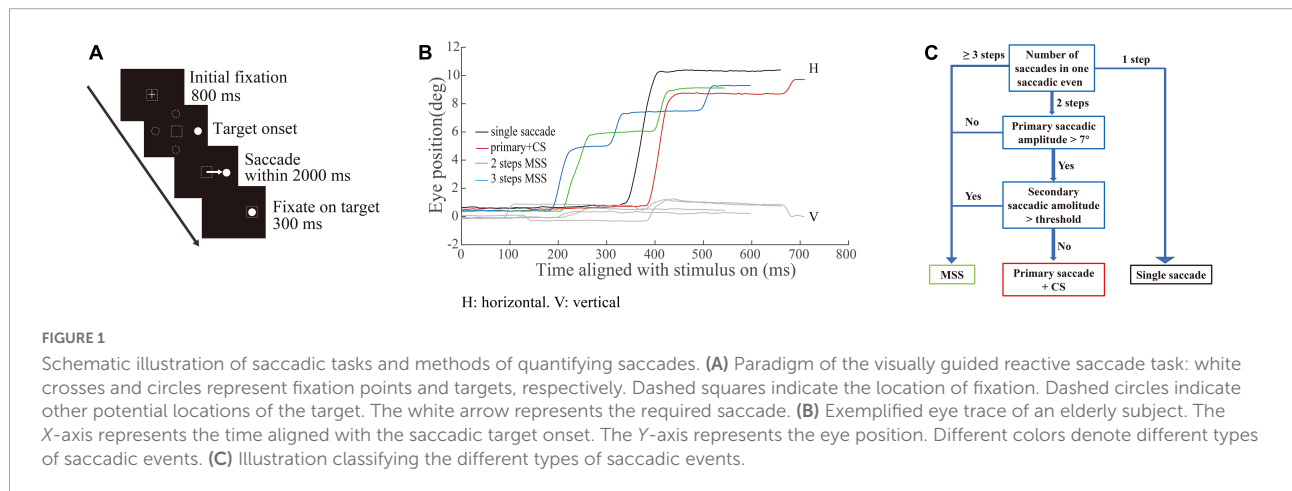 A
Initial fixation
800 ms
Target onset
Saccade
within 2000 ms
Fixate on target
300 ms
B
12
10
8
6
4
2
0
-2
Eye position(deg)
single saccade
primary+CS
2 steps MSS
3 steps MSS
H
V
0 100 200 300 400 500 600 700 800
Time aligned with stimulus on (ms)
H: horizontal. V: vertical
C
≥ 3 steps
Number of
saccades in one
saccadic even
1 step
2 steps
No
Primary saccadic
amplitude > 7°
Yes
Yes
Secondary
saccadic amolitude
> threshold
No
MSS
Primary saccade
+ CS
Single saccade
FIGURE 1
Schematic illustration of saccadic tasks and methods of quantifying saccades. (A) Paradigm of the visually guided reactive saccade task: white
crosses and circles represent fixation points and targets, respectively. Dashed squares indicate the location of fixation. Dashed circles indicate
other potential locations of the target. The white arrow represents the required saccade. (B) Exemplified eye trace of an elderly subject. The
X-axis represents the time aligned with the saccadic target onset. The Y-axis represents the eye position. Different colors denote different types
of saccadic events. (C) Illustration classifying the different types of saccadic events.